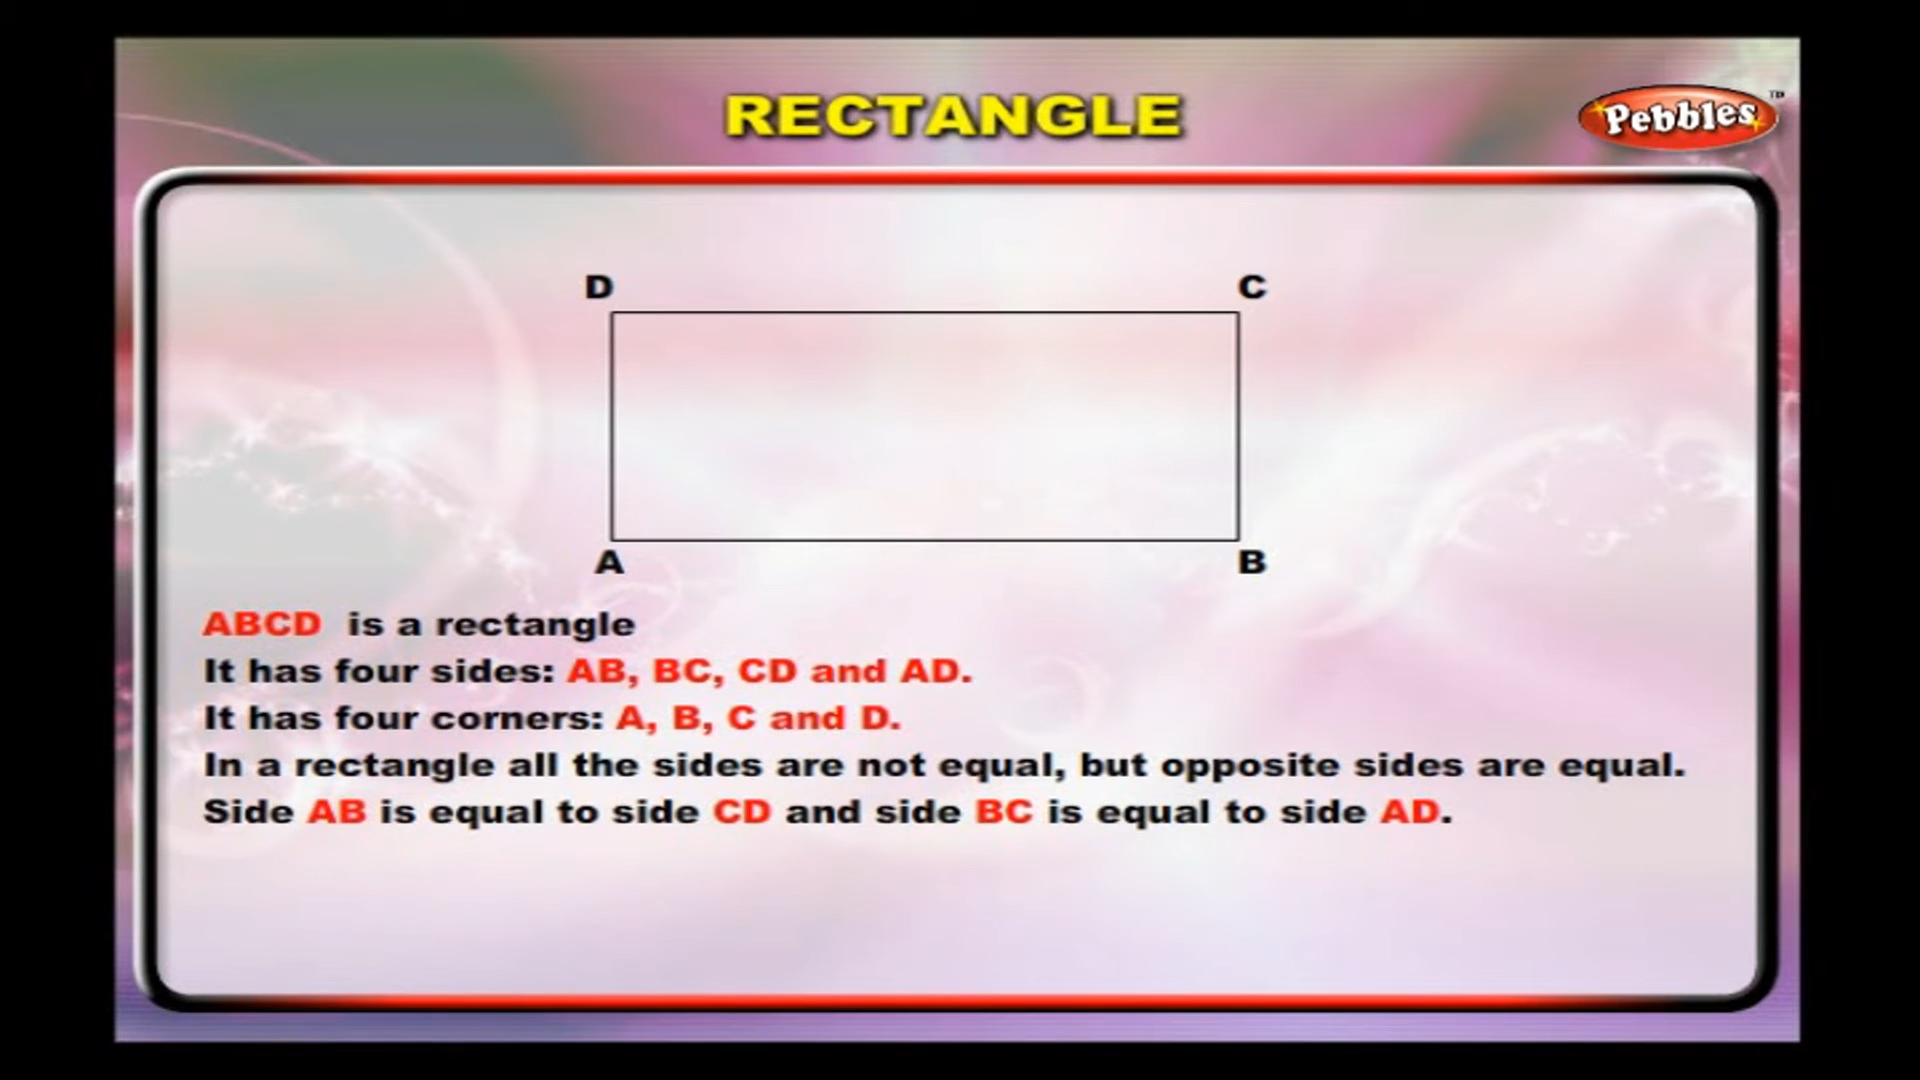 RECTANGLE
Pebbles
D C
A B
ABCD is a rectangle
It has four sides: AB, BC, CD and AD.
It has four corners: A, B, C and D.
In a rectangle all the sides are not equal, but opposite sides are equal.
Side AB is equal to side CD and side BC is equal to side AD.